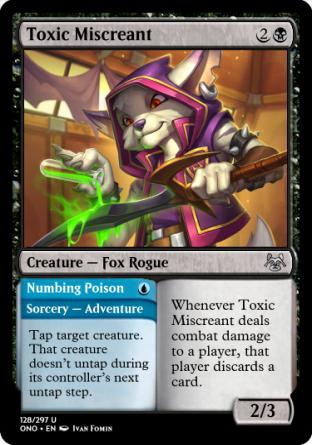 Toxic Miscreant 2
Creature — Fox Rogue
Numbing Poison
Sorcery — Adventure
Tap target creature.
That creature
doesn't untap during
its controller's next
untap step.
Whenever Toxic
Miscreant deals
combat damage
to a player, that
player discards a
card.
2/3
128/297 U
ONO • EN Ivan Fomin